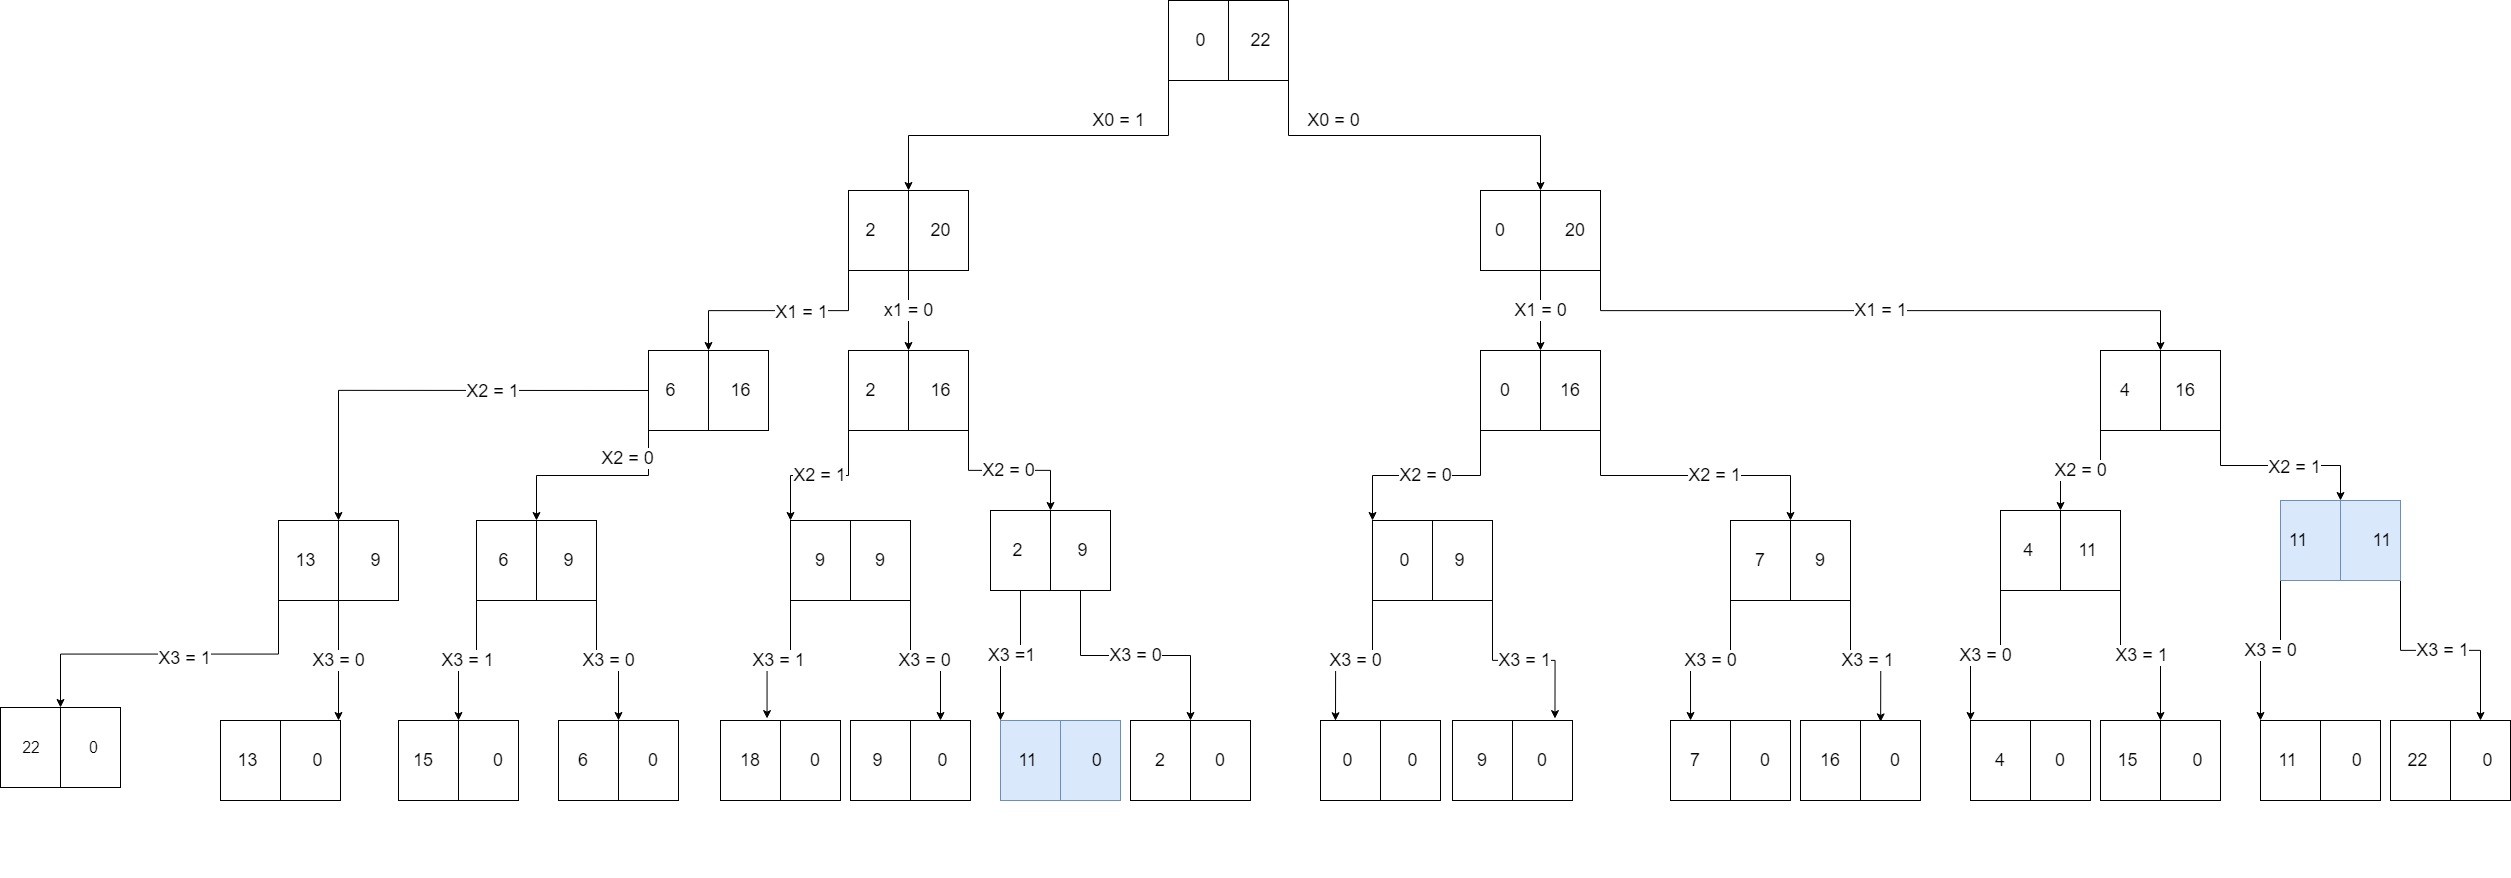 0 22
X0 = 1 X0 = 0
2 20 0 20
X1 = 1 x1 = 0 X1 = 0 X1 = 1
6 16 2 16 0 16 4 16
X2 = 1
X2 = 0 X2 = 1 X2 = 0 X2 = 0 X2 = 1 X2 = 0 X2 = 1
13 9 6 9 9 9 2 9 0 9 7 9 4 11 11 11
X3 = 1 X3 = 0 X3 = 1 X3 = 0 X3 = 1 X3 = 0 X3 =1 X3 = 0 X3 = 0 X3 = 1 X3 = 0 X3 = 1 X3 = 0 X3 = 1 X3 = 0 X3 = 1
22 0 13 0 15 0 6 0 18 0 9 0 11 0 2 0 0 0 9 0 7 0 16 0 4 0 15 0 11 0 22 0